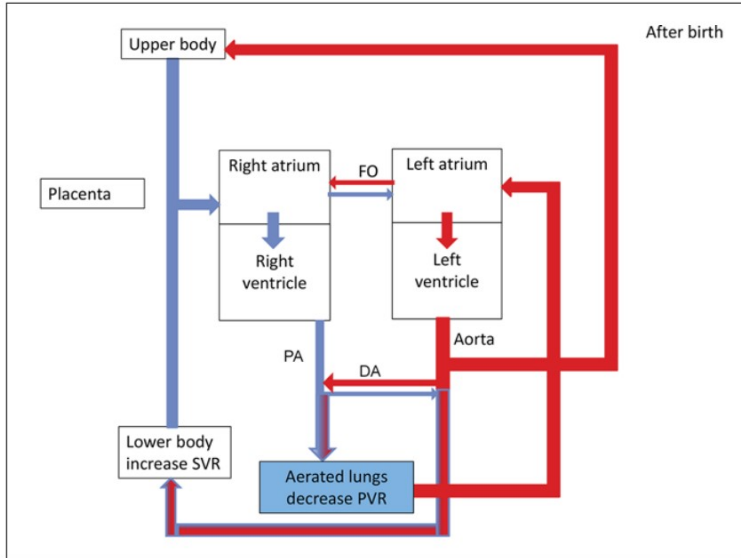 After birth
Upper body
Placenta
Right atrium
FO
Left atrium
Right
ventricle
Left
ventricle
PA
Aorta
DA
Lower body
increase SVR
Aerated lungs
decrease PVR